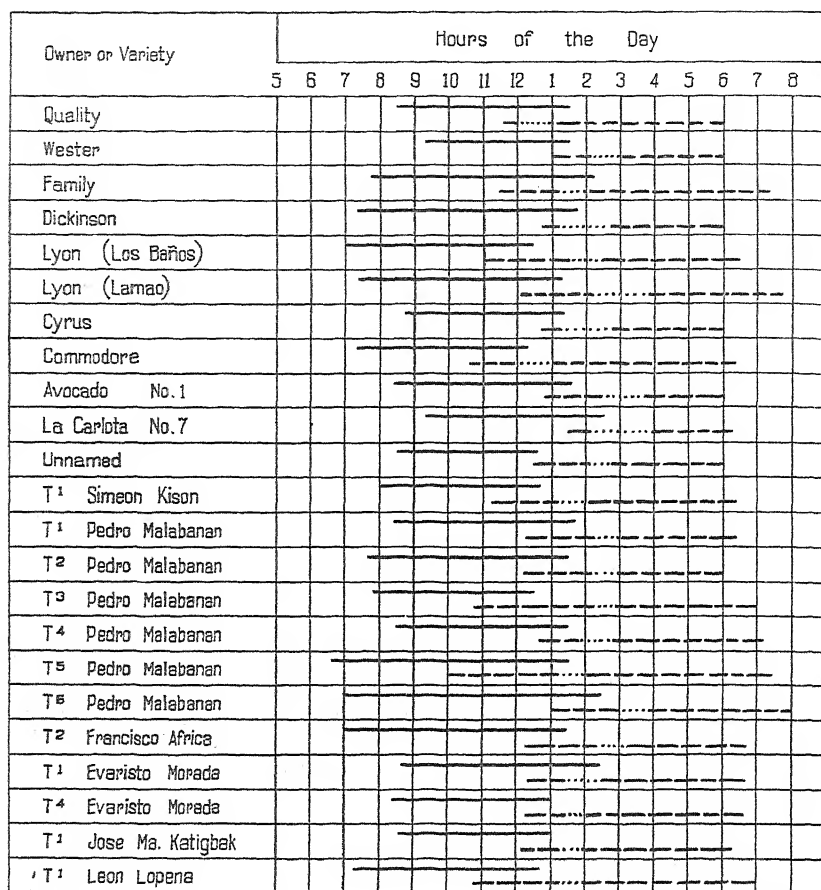 Owner or Variety
Hours of the Day
5 6 7 8 9 10 11 12 1 2 3 4 5 6 7 8
Quality
Wester
Family
Dickinson
Lyon (Los Baños)
Lyon (Lamao)
Cyrus
Commodore
Avocado No.1
La Carlota No.7
Unnamed
T1 Simeon Kison
T1 Pedro Malabanan
T2 Pedro Malabanan
T3 Pedro Malabanan
T4 Pedro Malabanan
T5 Pedro Malabanan
T6 Pedro Malabanan
T2 Francisco Africa
T1 Evaristo Morada
T4 Evaristo Morada
T1 Jose Ma. Katigbak
T1 Leon Lopena